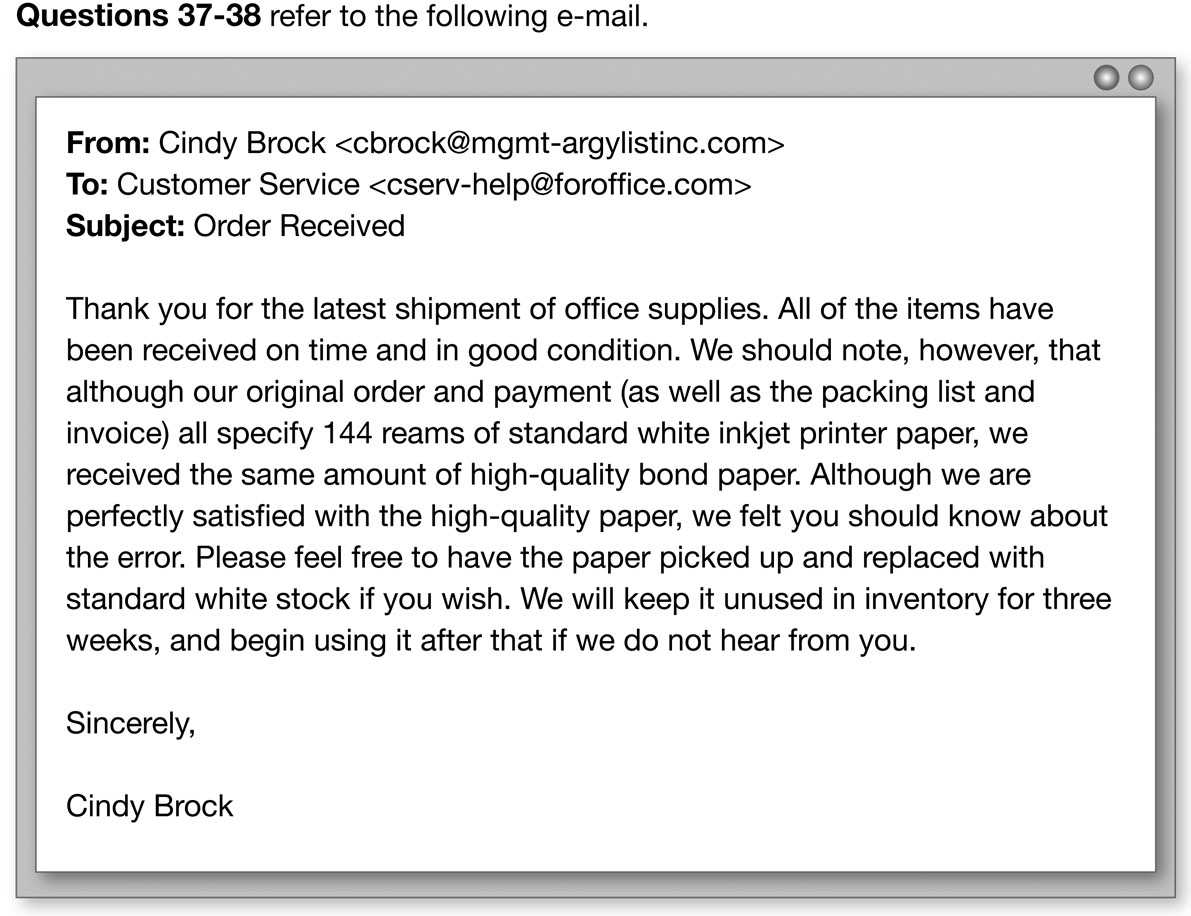 Questions 37-38 refer to the following e-mail.
From: Cindy Brock <cbrock@mgmt-argylistinc.com>
To: Customer Service <cserv-help@foroffice.com>
Subject: Order Received
Thank you for the latest shipment of office supplies. All of the items have
been received on time and in good condition. We should note, however, that
although our original order and payment (as well as the packing list and
invoice) all specify 144 reams of standard white inkjet printer paper, we
received the same amount of high-quality bond paper. Although we are
perfectly satisfied with the high-quality paper, we felt you should know about
the error. Please feel free to have the paper picked up and replaced with
standard white stock if you wish. We will keep it unused in inventory for three
weeks, and begin using it after that if we do not hear from you.
Sincerely,
Cindy Brock